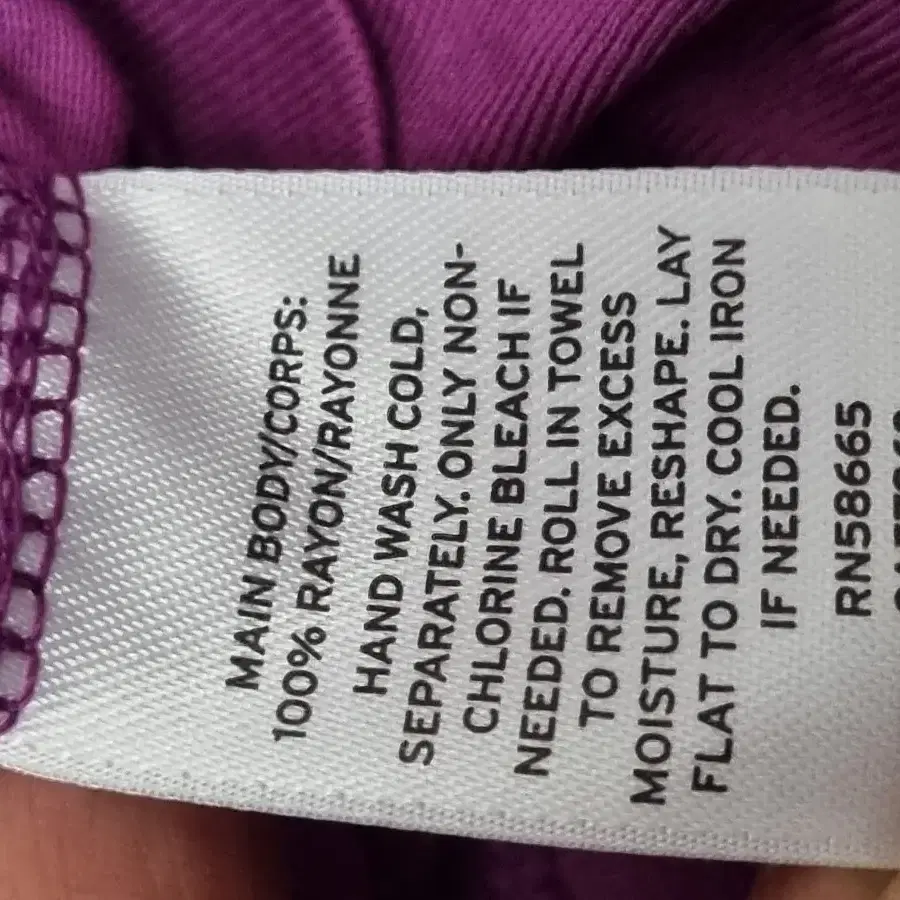 MAIN BODY/CORPS:
100% RAYON/RAYONNE
HAND WASH COLD,
SEPARATELY. ONLY NON-
CHLORINE BLEACH IF
NEEDED. ROLL IN TOWEL
TO REMOVE EXCESS
MOISTURE, RESHAPE. LAY
FLAT TO DRY. COOL IRON
IF NEEDED.
RN58665